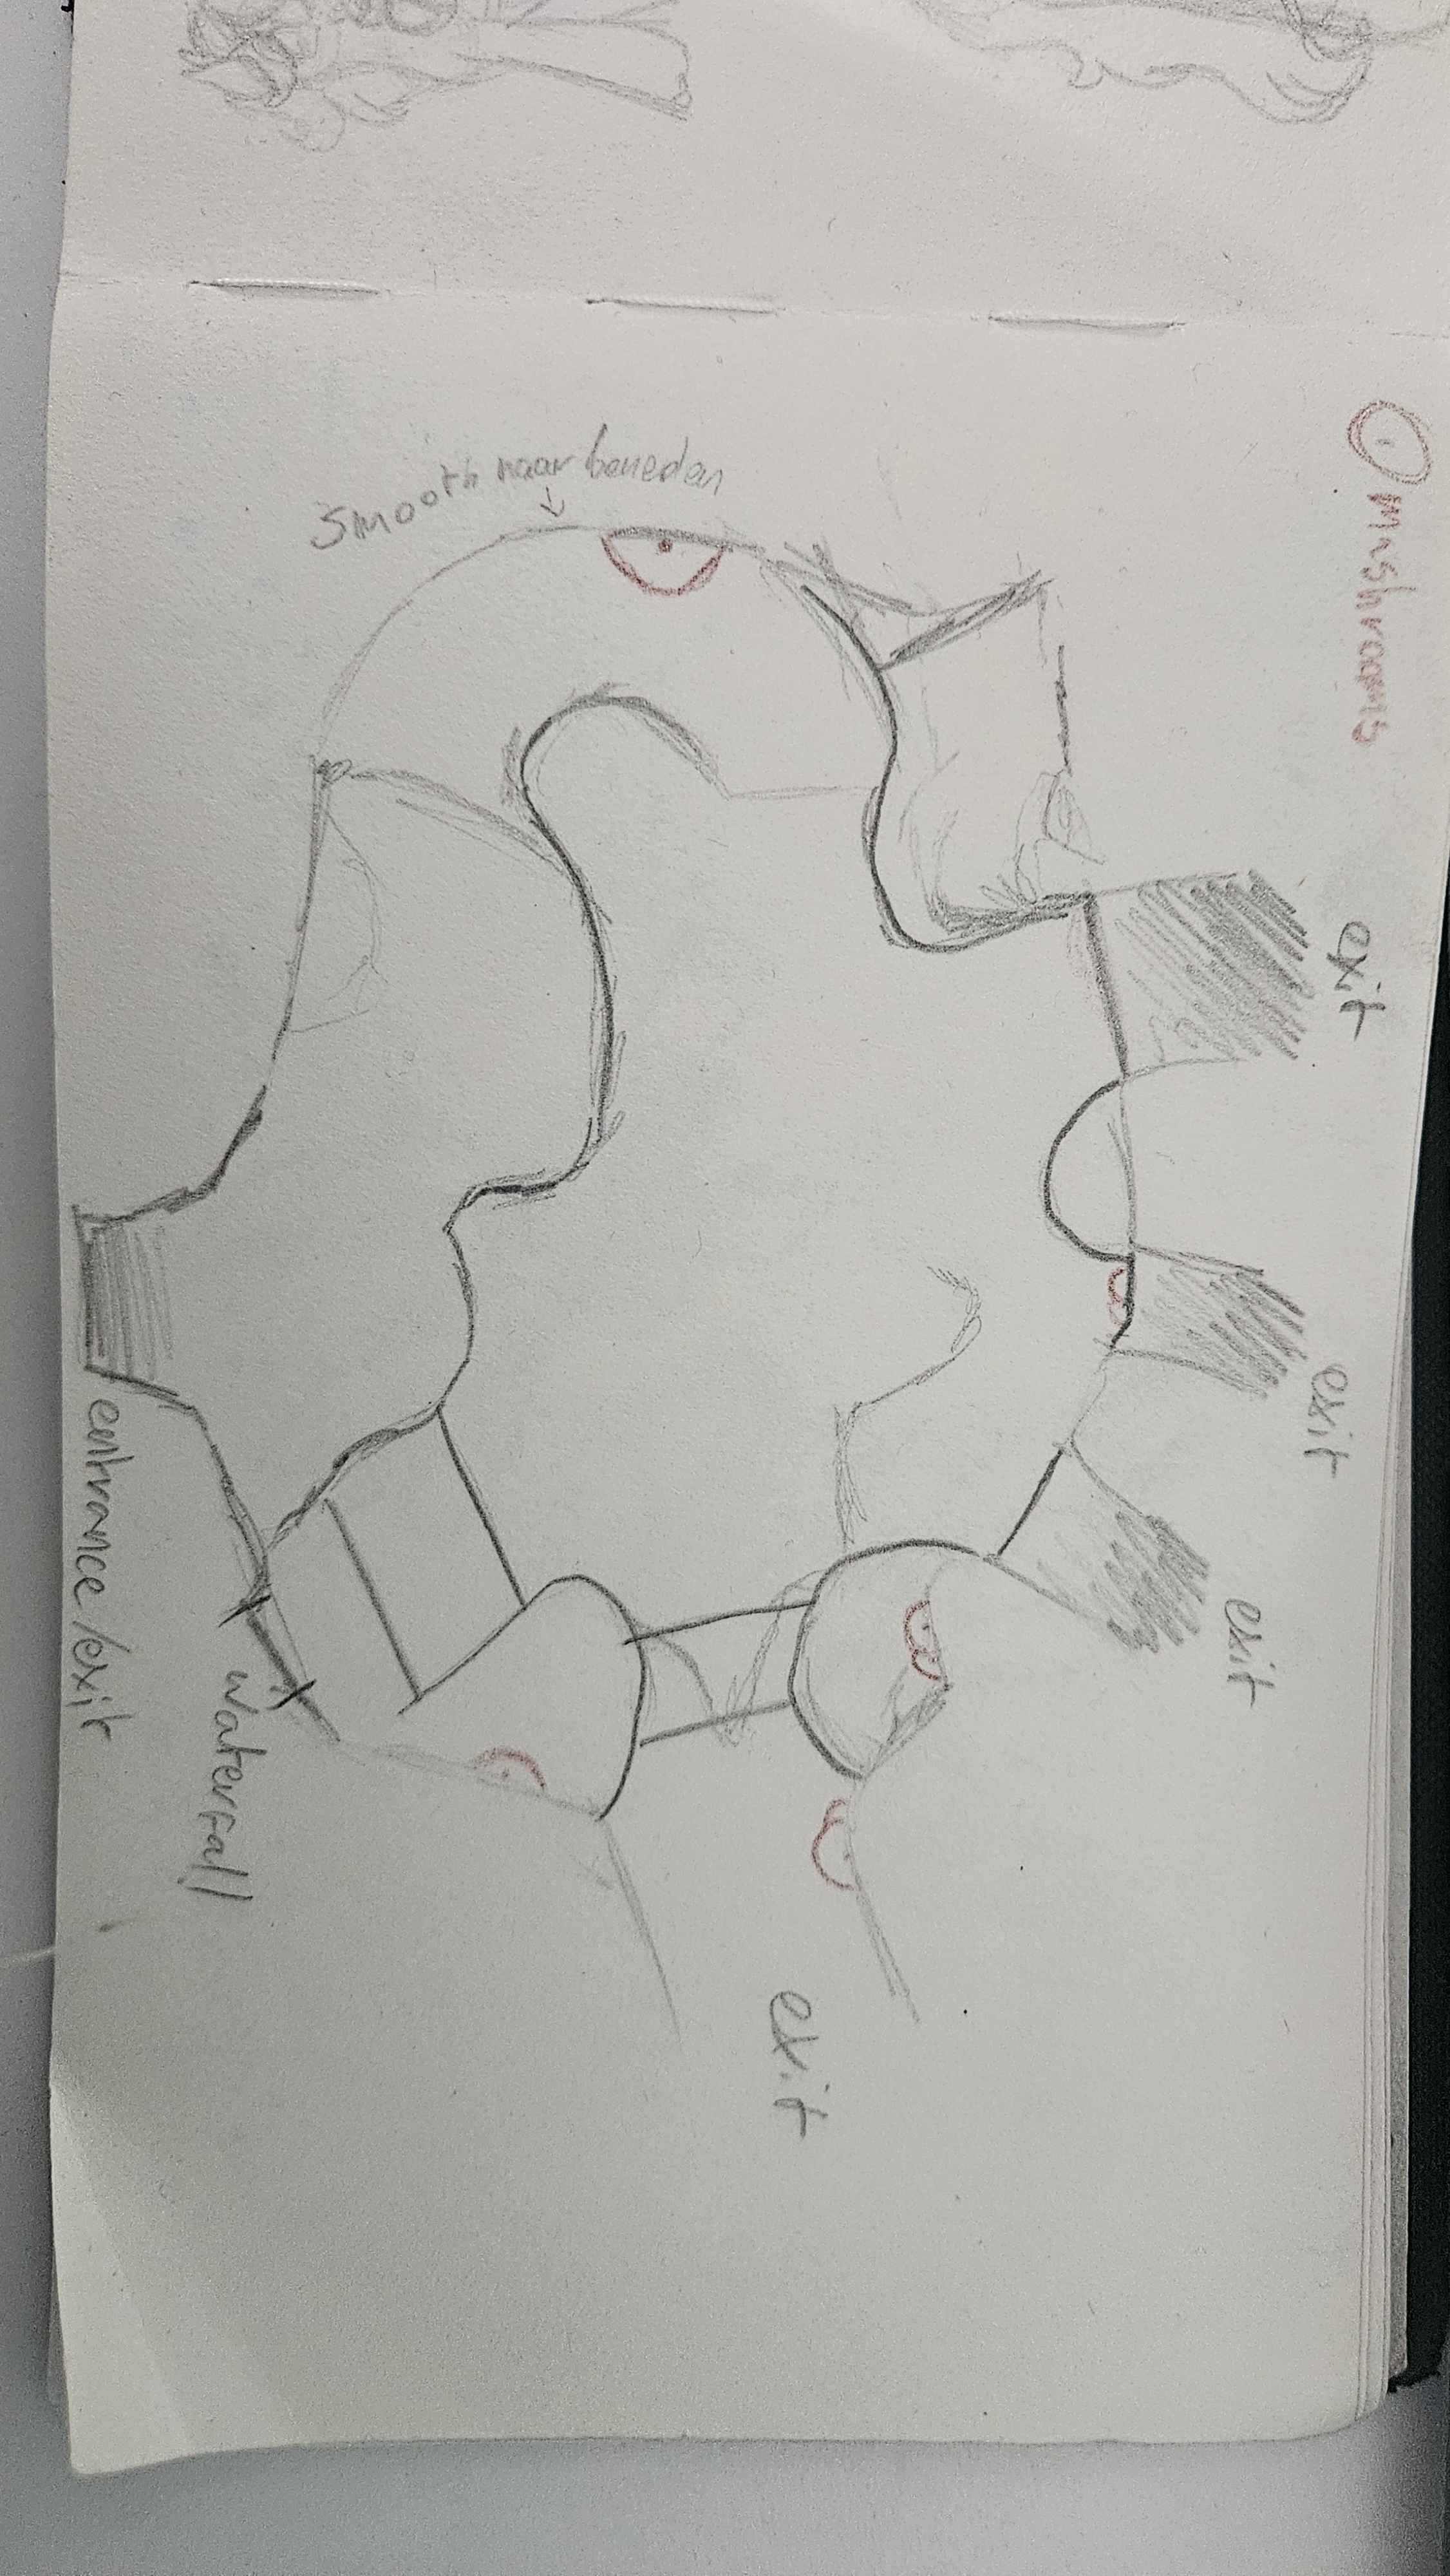 mushrooms
Smooth naar beneden
exit
exit
exit
exit
entrance/exit
waterfall